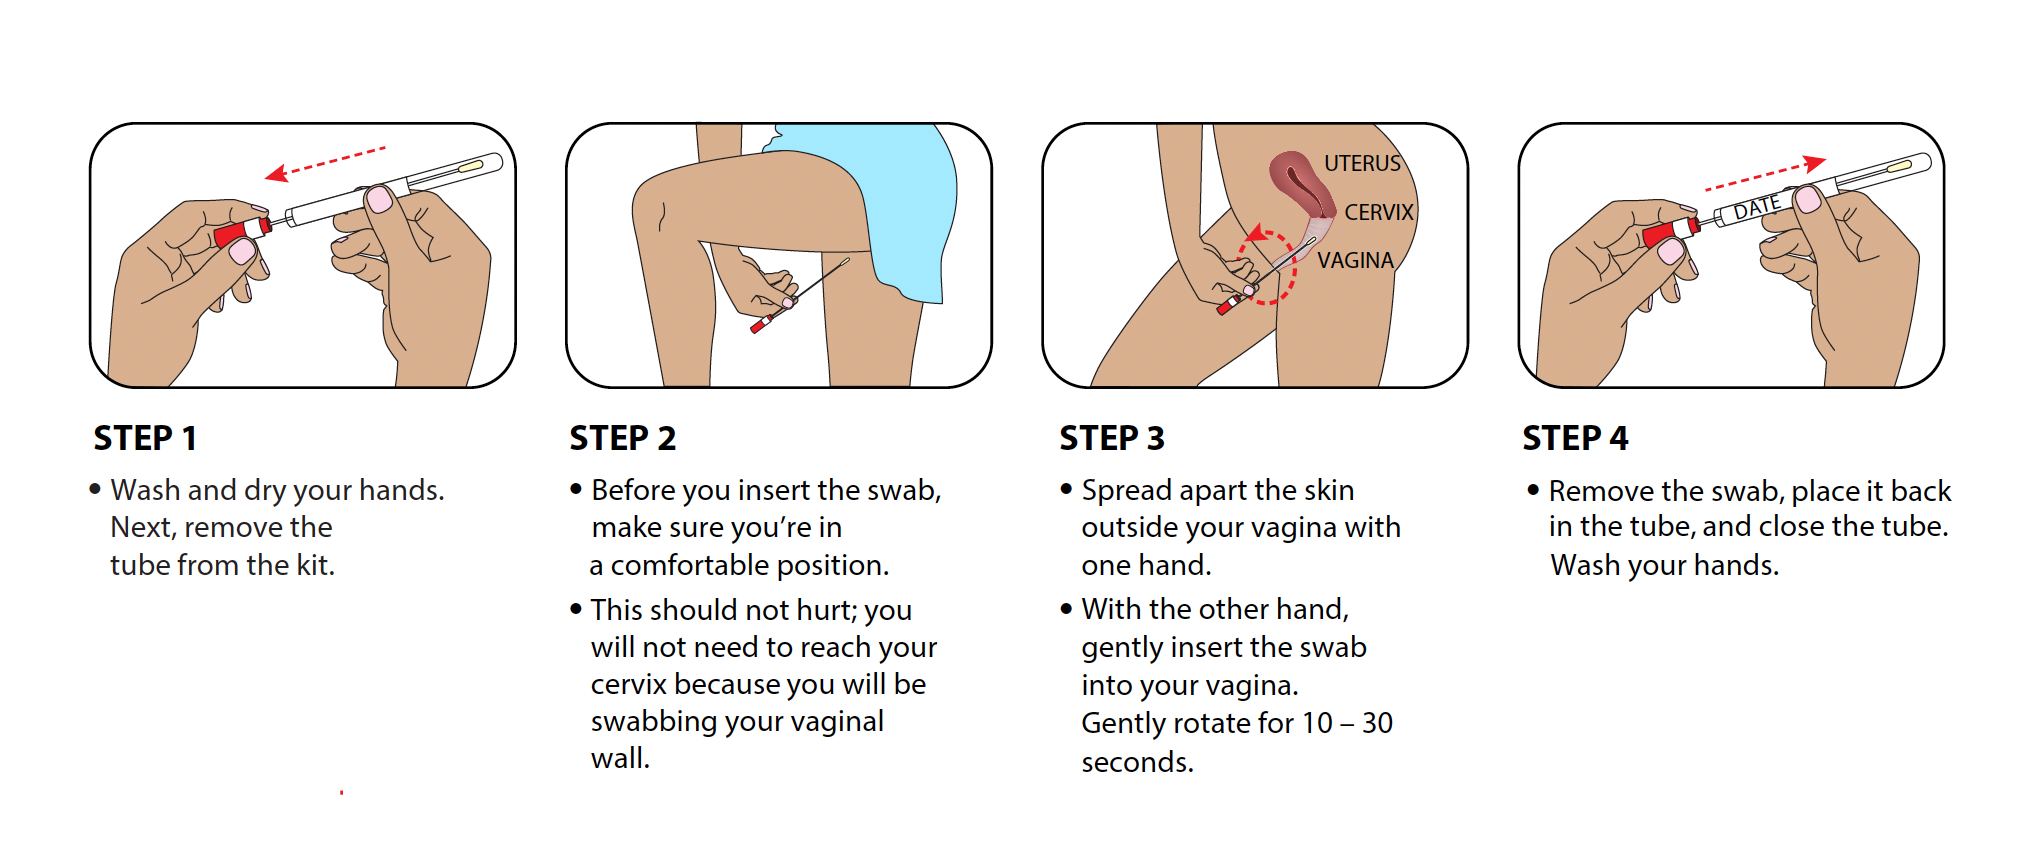 DATE
UTERUS
CERVIX
VAGINA
STEP 1
• Wash and dry your hands.
Next, remove the
tube from the kit.
STEP 2
• Before you insert the swab,
make sure you’re in
a comfortable position.
• This should not hurt; you
will not need to reach your
cervix because you will be
swabbing your vaginal
wall.
STEP 3
• Spread apart the skin
outside your vagina with
one hand.
• With the other hand,
gently insert the swab
into your vagina.
Gently rotate for 10 – 30
seconds.
STEP 4
• Remove the swab, place it back
in the tube, and close the tube.
Wash your hands.